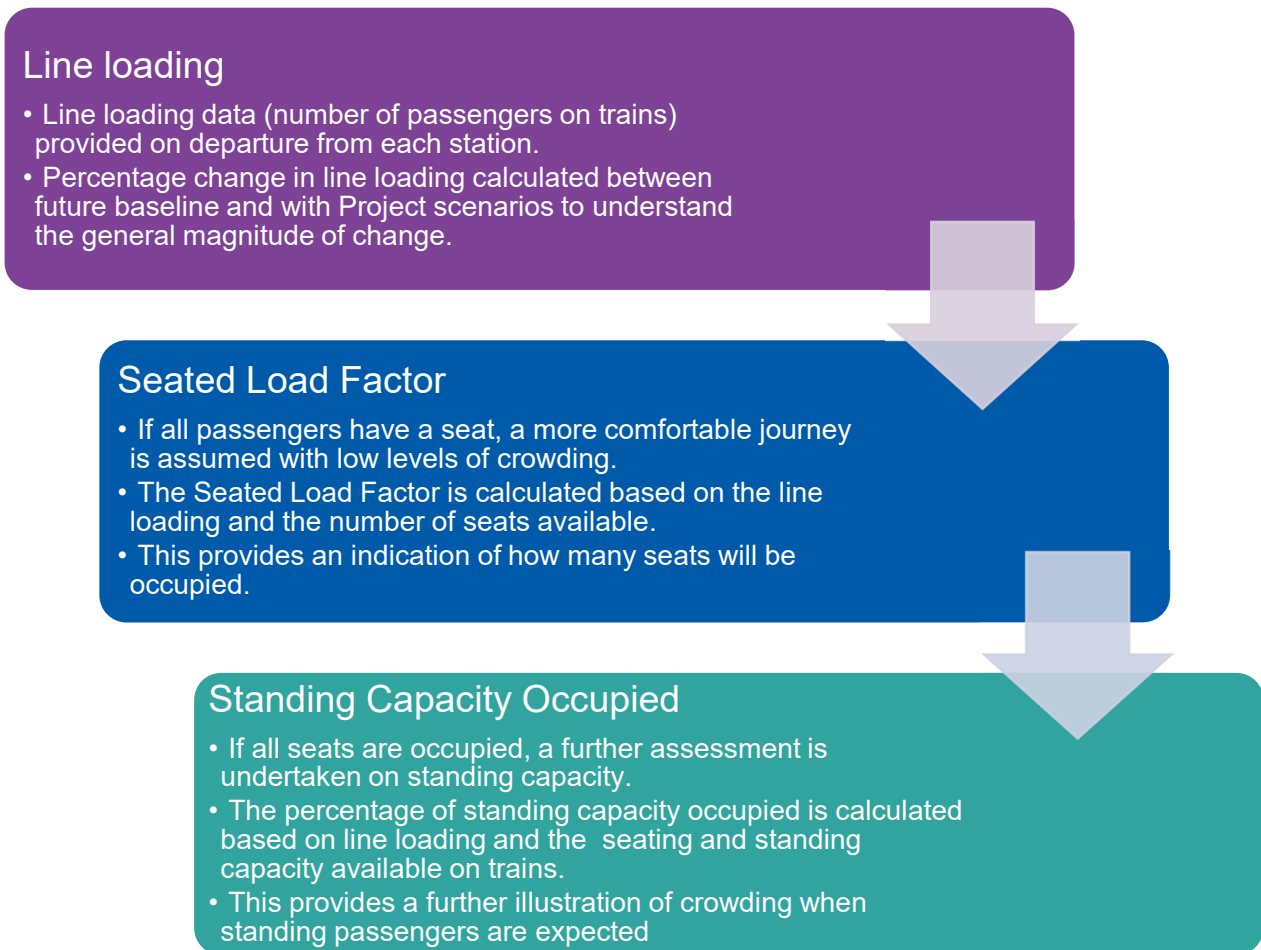 Line loading
• Line loading data (number of passengers on trains)
provided on departure from each station.
• Percentage change in line loading calculated between
future baseline and with Project scenarios to understand
the general magnitude of change.
Seated Load Factor
• If all passengers have a seat, a more comfortable journey
is assumed with low levels of crowding.
• The Seated Load Factor is calculated based on the line
loading and the number of seats available.
• This provides an indication of how many seats will be
occupied.
Standing Capacity Occupied
• If all seats are occupied, a further assessment is
undertaken on standing capacity.
• The percentage of standing capacity occupied is calculated
based on line loading and the  seating and standing
capacity available on trains.
• This provides a further illustration of crowding when
standing passengers are expected